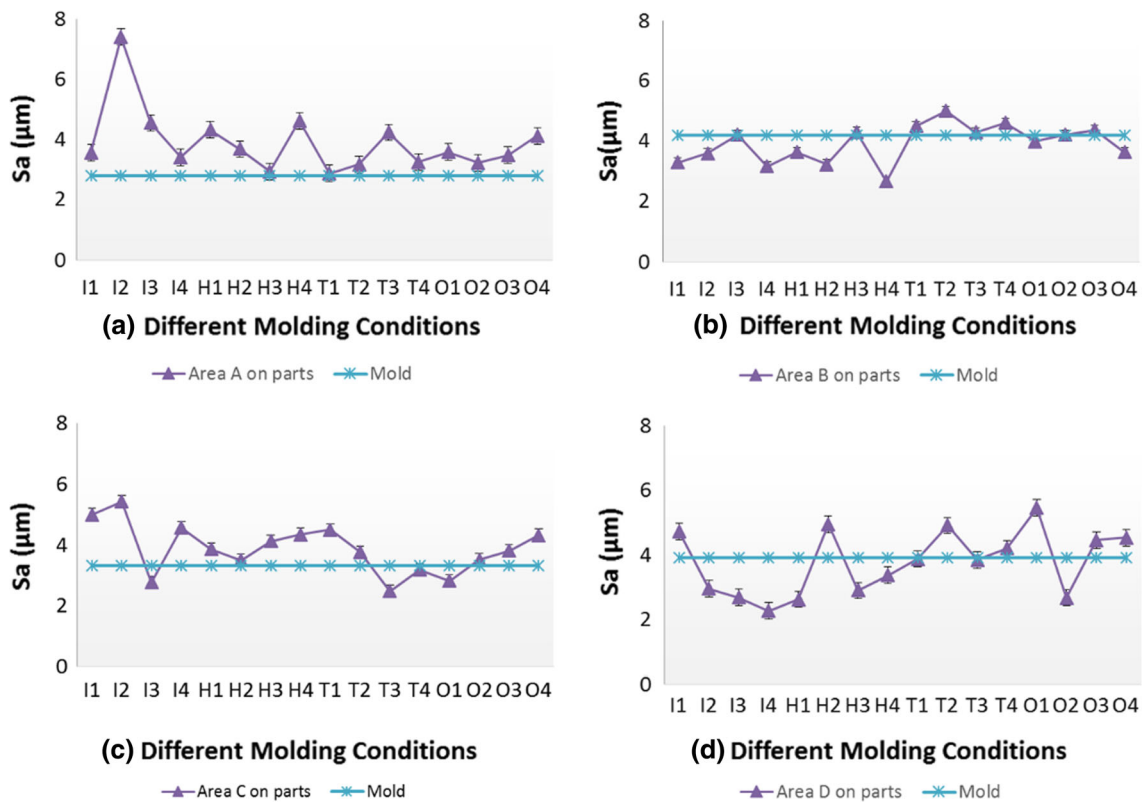 8
6
4
2
0
Sa (µm)
I1 I2 I3 I4 H1 H2 H3 H4 T1 T2 T3 T4 O1 O2 O3 O4
(a) Different Molding Conditions
Area A on parts Mold
8
6
4
2
0
Sa(µm)
I1 I2 I3 I4 H1 H2 H3 H4 T1 T2 T3 T4 O1 O2 O3 O4
(b) Different Molding Conditions
Area B on parts Mold
8
6
4
2
0
Sa (µm)
I1 I2 I3 I4 H1 H2 H3 H4 T1 T2 T3 T4 O1 O2 O3 O4
(c) Different Molding Conditions
Area C on parts Mold
8
6
4
2
0
Sa (µm)
I1 I2 I3 I4 H1 H2 H3 H4 T1 T2 T3 T4 O1 O2 O3 O4
(d) Different Molding Conditions
Area D on parts Mold